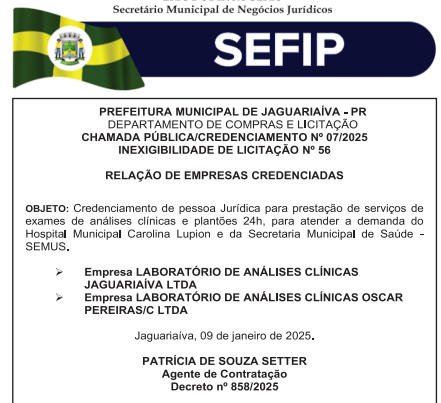 Secretário Municipal de Negócios Jurídicos
SEFIP
PREFEITURA MUNICIPAL DE JAGUARIAÍVA - PR
DEPARTAMENTO DE COMPRAS E LICITAÇÃO
CHAMADA PÚBLICA/CREDENCIAMENTO Nº 07/2025
INEXIGIBILIDADE DE LICITAÇÃO Nº 56
RELAÇÃO DE EMPRESAS CREDENCIADAS
OBJETO: Credenciamento de pessoa Jurídica para prestação de serviços de
exames de análises clínicas e plantões 24h, para atender a demanda do
Hospital Municipal Carolina Lupion e da Secretaria Municipal de Saúde -
SEMUS.
➢ Empresa LABORATÓRIO DE ANÁLISES CLÍNICAS
JAGUARIAÍVA LTDA
➢ Empresa LABORATÓRIO DE ANÁLISES CLÍNICAS OSCAR
PEREIRAS/C LTDA
Jaguariaíva, 09 de janeiro de 2025.
PATRÍCIA DE SOUZA SETTER
Agente de Contratação
Decreto nº 858/2025